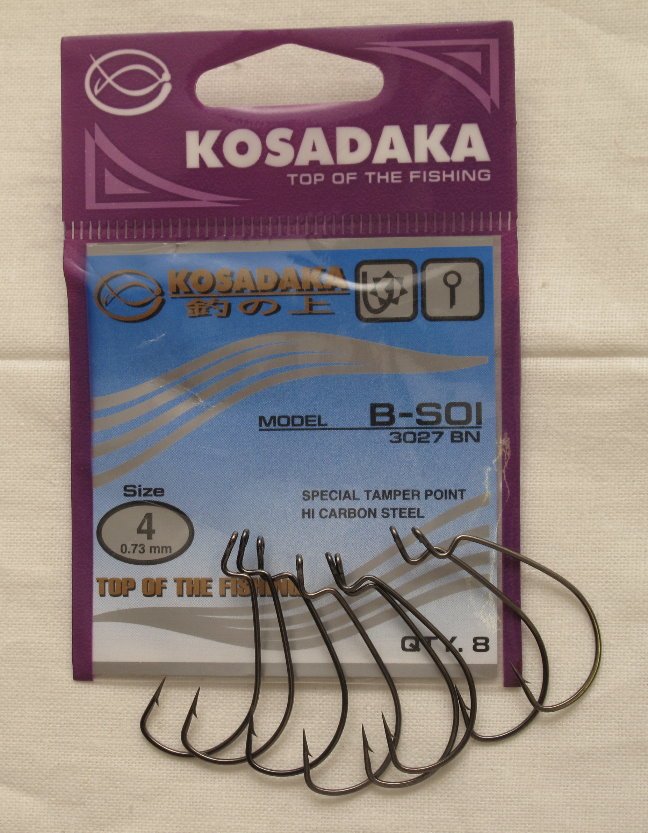 KOSADAKA
TOP OF THE FISHING
KOSADAKA
釣の上
MODEL B-SOI
3027 BN
Size
4
0.73 mm
SPECIAL TAMPER POINT
HI CARBON STEEL
TOP OF THE FISHING
QTY. 8